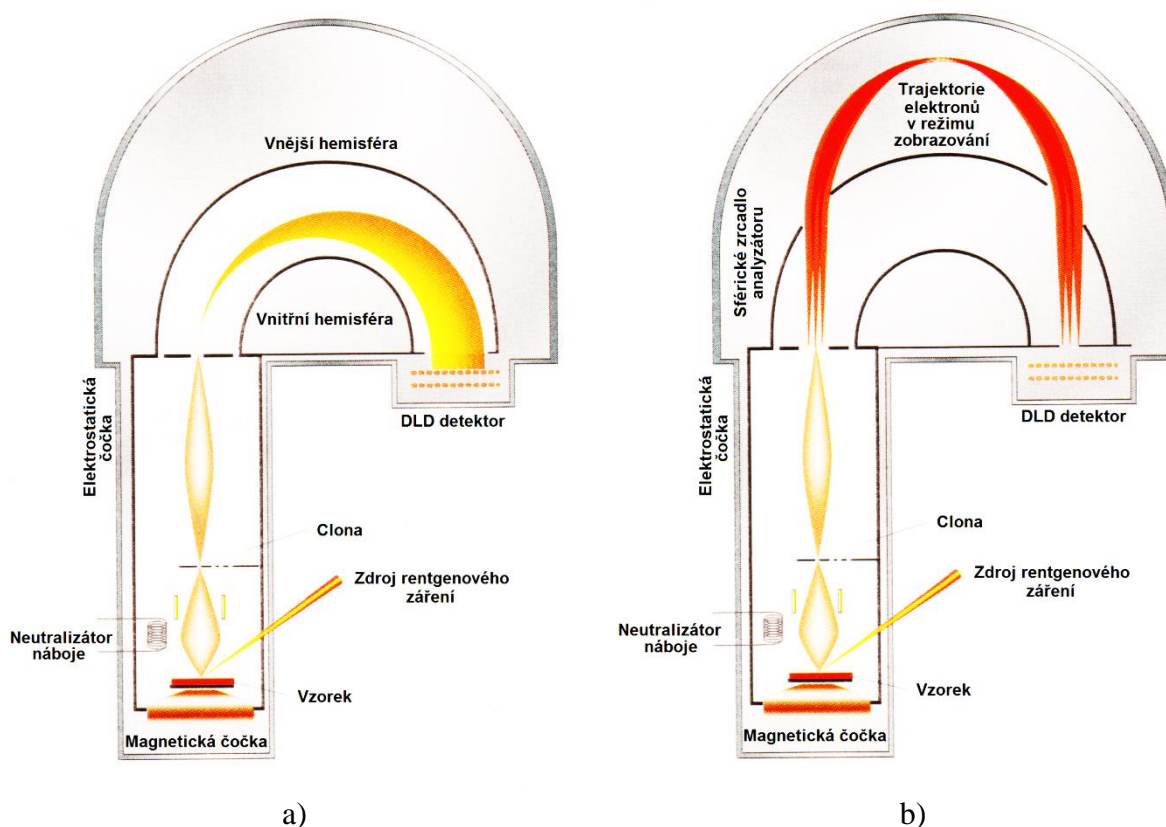 Vnější hemisféra
Vnitřní hemisféra
Elektrostatická
čočka
DLD detektor
Clona
Zdroj rentgenového
záření
Neutralizátor
náboje
Vzorek
Magnetická čočka
a)
Trajektorie
elektronů
v režimu
zobrazování
Sférické zrcadlo
analyzátoru
Elektrostatická
čočka
DLD detektor
Clona
Zdroj rentgenového
záření
Neutralizátor
náboje
Vzorek
Magnetická čočka
b)